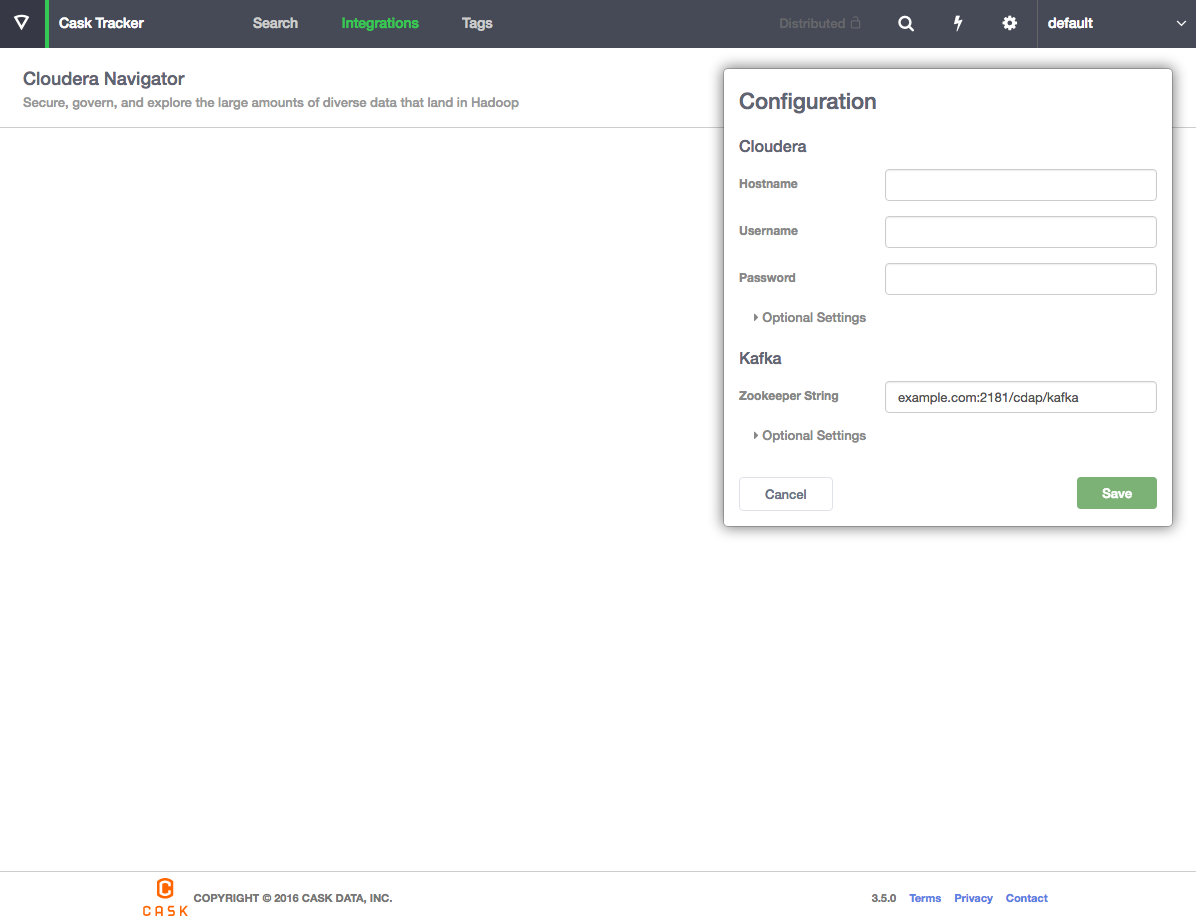 Cask Tracker Search Integrations Tags Distributed default
Cloudera Navigator
Secure, govern, and explore the large amounts of diverse data that land in Hadoop
Configuration
Cloudera
Hostname
Username
Password
Optional Settings
Kafka
Zookeeper String example.com:2181/cdap/kafka
Optional Settings
Cancel Save
CASK COPYRIGHT © 2016 CASK DATA, INC. 3.5.0 Terms Privacy Contact